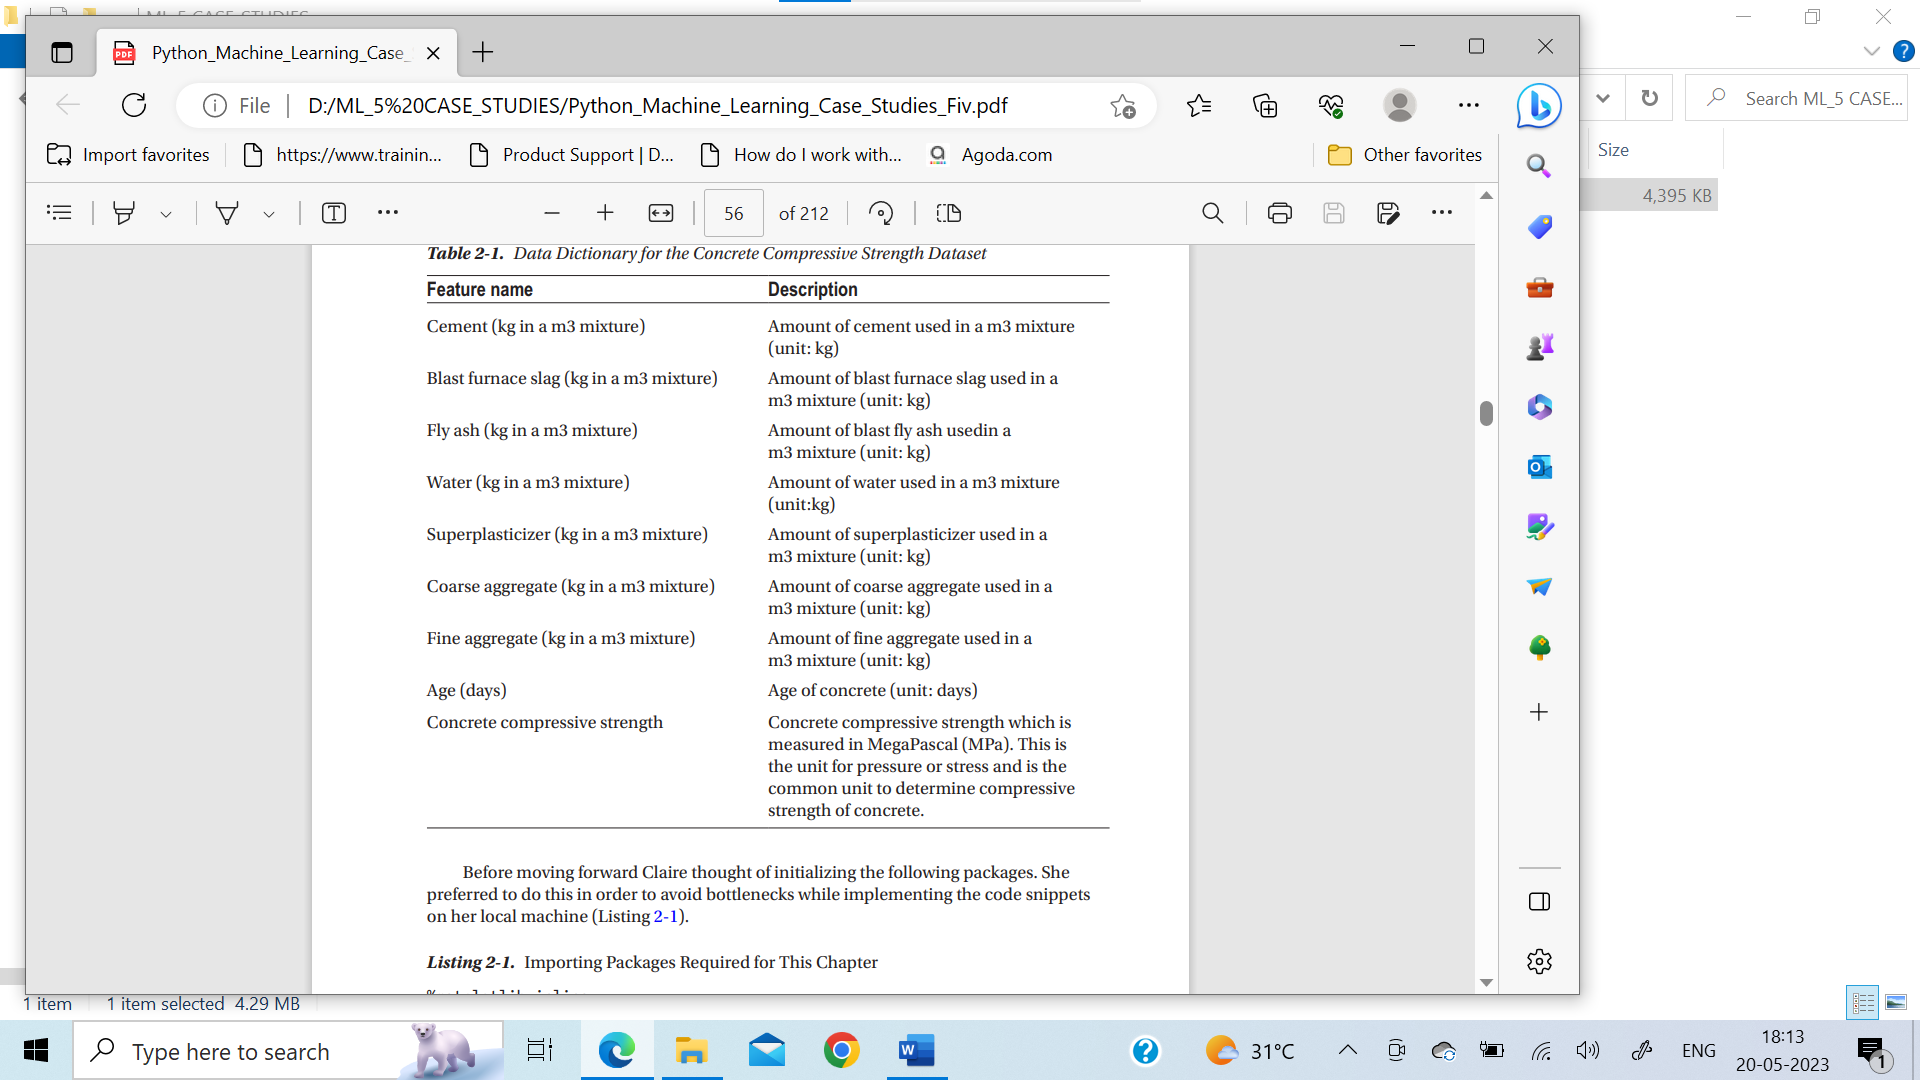 ML_5 CASE_STUDIES
Python_Machine_Learning_Case_
File
D:/ML_5%20CASE_STUDIES/Python_Machine_Learning_Case_Studies_Fiv.pdf
Search ML_5 CASE...
Import favorites
https://www.trainin...
Product Support | D...
How do I work with...
Agoda.com
Other favorites
Size
4,395 KB
56 of 212
Table 2-1. Data Dictionary for the Concrete Compressive Strength Dataset
Feature name Description
Cement (kg in a m3 mixture) Amount of cement used in a m3 mixture
(unit: kg)
Blast furnace slag (kg in a m3 mixture) Amount of blast furnace slag used in a
m3 mixture (unit: kg)
Fly ash (kg in a m3 mixture) Amount of blast fly ash usedin a
m3 mixture (unit: kg)
Water (kg in a m3 mixture) Amount of water used in a m3 mixture
(unit:kg)
Superplasticizer (kg in a m3 mixture) Amount of superplasticizer used in a
m3 mixture (unit: kg)
Coarse aggregate (kg in a m3 mixture) Amount of coarse aggregate used in a
m3 mixture (unit: kg)
Fine aggregate (kg in a m3 mixture) Amount of fine aggregate used in a
m3 mixture (unit: kg)
Age (days) Age of concrete (unit: days)
Concrete compressive strength Concrete compressive strength which is
measured in MegaPascal (MPa). This is
the unit for pressure or stress and is the
common unit to determine compressive
strength of concrete.
Before moving forward Claire thought of initializing the following packages. She
preferred to do this in order to avoid bottlenecks while implementing the code snippets
on her local machine (Listing 2-1).
Listing 2-1. Importing Packages Required for This Chapter
1 item 1 item selected 4.29 MB
Type here to search
31°C
ENG
18:13
20-05-2023
1